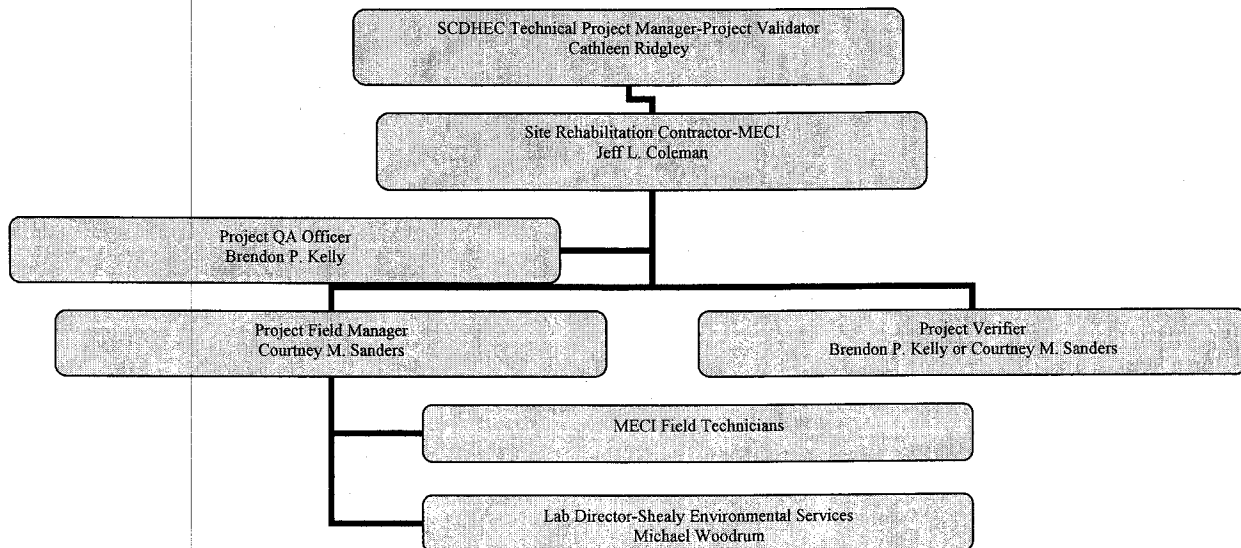 SCDHEC Technical Project Manager-Project Validator
Cathleen Ridgley
Site Rehabilitation Contractor-MECI
Jeff L. Coleman
Project QA Officer
Brendon P. Kelly
Project Field Manager
Courtney M. Sanders
Project Verifier
Brendon P. Kelly or Courtney M. Sanders
MECI Field Technicians
Lab Director-Shealy Environmental Services
Michael Woodrum